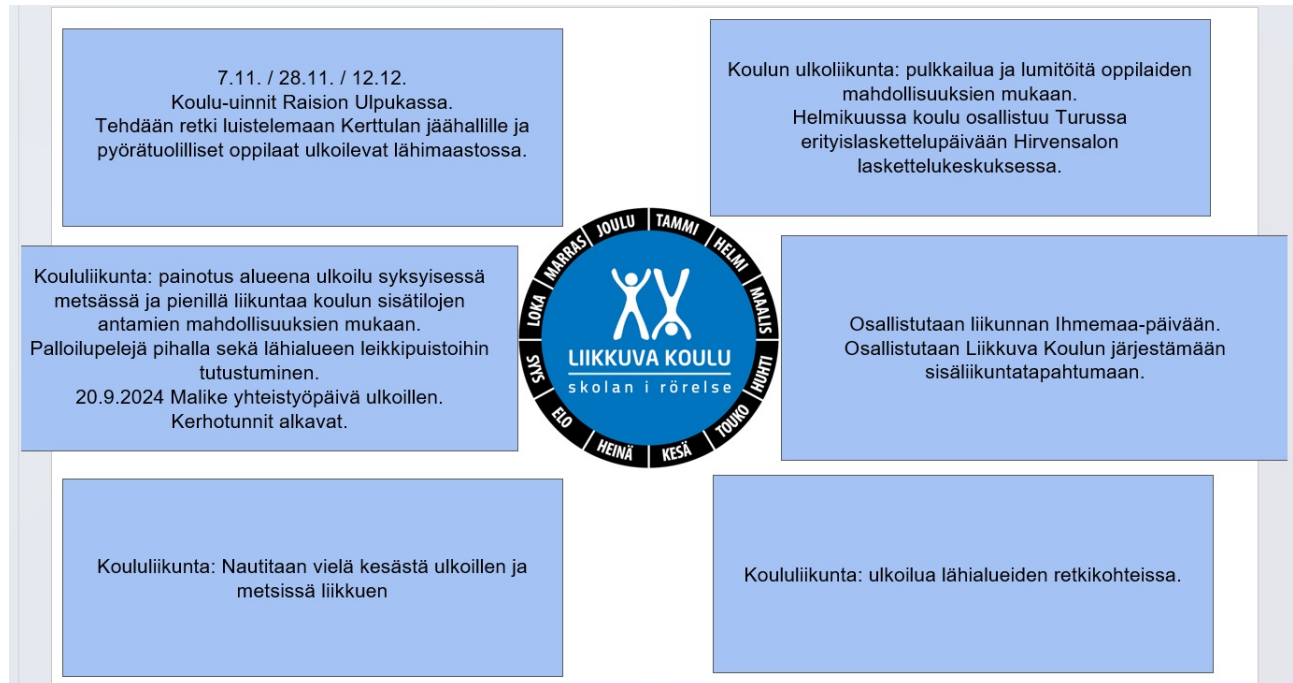 7.11. / 28.11. / 12.12.
Koulu-uinnit Raision Ulpukassa.
Tehdään retki luistelemaan Kerttulan jäähallille ja
pyörätuolilliset oppilaat ulkoilevat lähimaastossa.
Koulun ulkoliikunta: pulkkailua ja lumitöitä oppilaiden
mahdollisuuksien mukaan.
Helmikuussa koulu osallistuu Turussa
erityislaskettelupäivään Hirvensalon
laskettelukeskuksessa.
Koululiikunta: painotus alueena ulkoilu syksyisessä
metsässä ja pienillä liikuntaa koulun sisätilojen
antamien mahdollisuuksien mukaan.
Palloilupelejä pihalla sekä lähialueen leikkipuistoihin
tutustuminen.
20.9.2024 Malike yhteistyöpäivä ulkoillen.
Kerhotunnit alkavat.
TAMMI
HELMI
MAALIS
HUHTI
TOUKO
KESÄ
HEINÄ
ELO
SYYS
LOKA
MARRAS
JOULU
LIIKKUVA KOULU
skolan i rörelse
Osallistutaan liikunnan Ihmemaa-päivään.
Osallistutaan Liikkuva Koulun järjestämään
sisäliikuntatapahtumaan.
Koululiikunta: Nautitaan vielä kesästä ulkoillen ja
metsissä liikkuen
Koululiikunta: ulkoilua lähialueiden retkikohteissa.